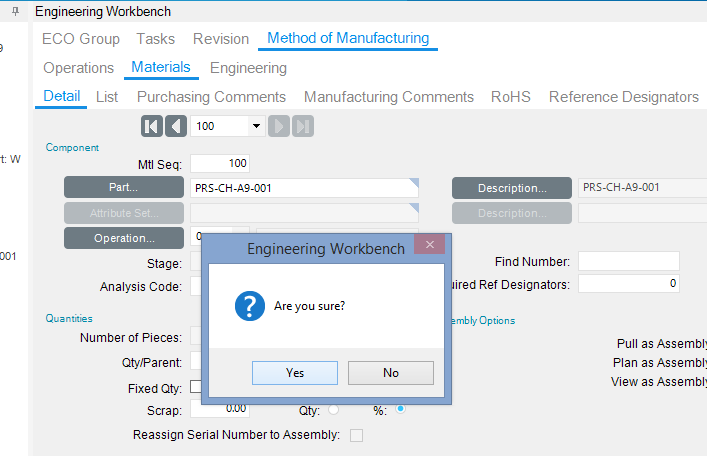 Engineering Workbench
ECO Group Tasks Revision Method of Manufacturing
Operations Materials Engineering
Detail List Purchasing Comments Manufacturing Comments RoHS Reference Designators
100
Component
Mtl Seq: 100
Part... PRS-CH-A9-001 Description... PRS-CH-A9-001
Attribute Set... Description...
Operation...
Engineering Workbench
Stage: Find Number:
Analysis Code: uired Ref Designators: 0
Are you sure?
Quantities embly Options
Number of Pieces: Pull as Assembly
Qty/Parent: Plan as Assembly
Yes No
Fixed Qty: View as Assembly
Scrap: 0.00 Qty: %:
Reassign Serial Number to Assembly:
9
rt: W
001